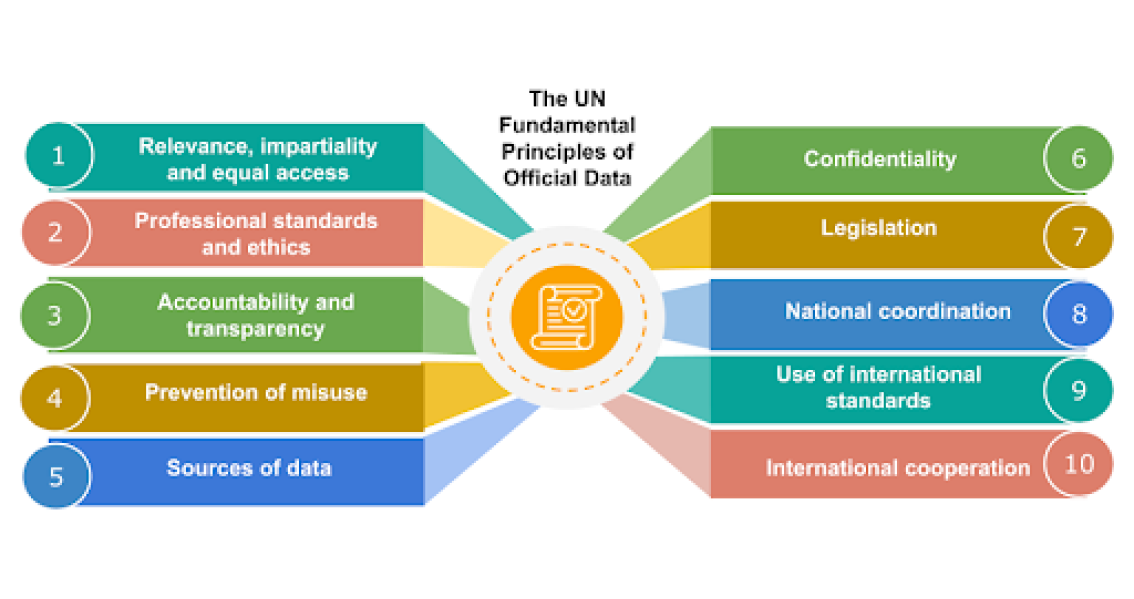 The UN
Fundamental
Principles of
Official Data
1
Relevance, impartiality
and equal access
2
Professional standards
and ethics
3
Accountability and
transparency
4
Prevention of misuse
5
Sources of data
Confidentiality
6
Legislation
7
National coordination
8
Use of international
standards
9
International cooperation
10